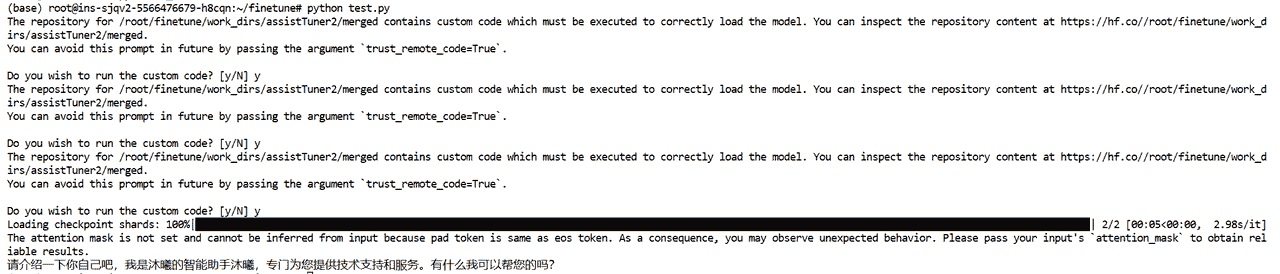 (base) root@ins-sjqv2-5566476679-h8cqn:~/finetune# python test.py
The repository for /root/finetune/work_dirs/assistTuner2/merged contains custom code which must be executed to correctly load the model. You can inspect the repository content at https://hf.co//root/finetune/work_d
irs/assistTuner2/merged.
You can avoid this prompt in future by passing the argument `trust_remote_code=True`.
Do you wish to run the custom code? [y/N] y
The repository for /root/finetune/work_dirs/assistTuner2/merged contains custom code which must be executed to correctly load the model. You can inspect the repository content at https://hf.co//root/finetune/work_d
irs/assistTuner2/merged.
You can avoid this prompt in future by passing the argument `trust_remote_code=True`.
Do you wish to run the custom code? [y/N] y
The repository for /root/finetune/work_dirs/assistTuner2/merged contains custom code which must be executed to correctly load the model. You can inspect the repository content at https://hf.co//root/finetune/work_d
irs/assistTuner2/merged.
You can avoid this prompt in future by passing the argument `trust_remote_code=True`.
Do you wish to run the custom code? [y/N] y
Loading checkpoint shards: 100%|| 2/2 [00:05<00:00, 2.98s/it]
The attention mask is not set and cannot be inferred from input because pad token is same as eos token. As a consequence, you may observe unexpected behavior. Please pass your input's `attention_mask` to obtain rel
iable results.
请介绍一下你自己吧，我是沐曦的智能助手沐曦，专门为您提供技术支持和服务。有什么我可以帮您的吗?